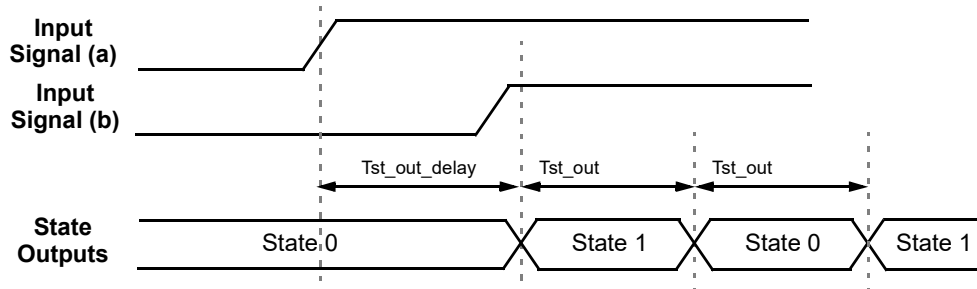 Input
Signal (a)
Input
Signal (b)
Tst_out_delay
Tst_out
Tst_out
State
Outputs
State 0
State 1
State 0
State 1